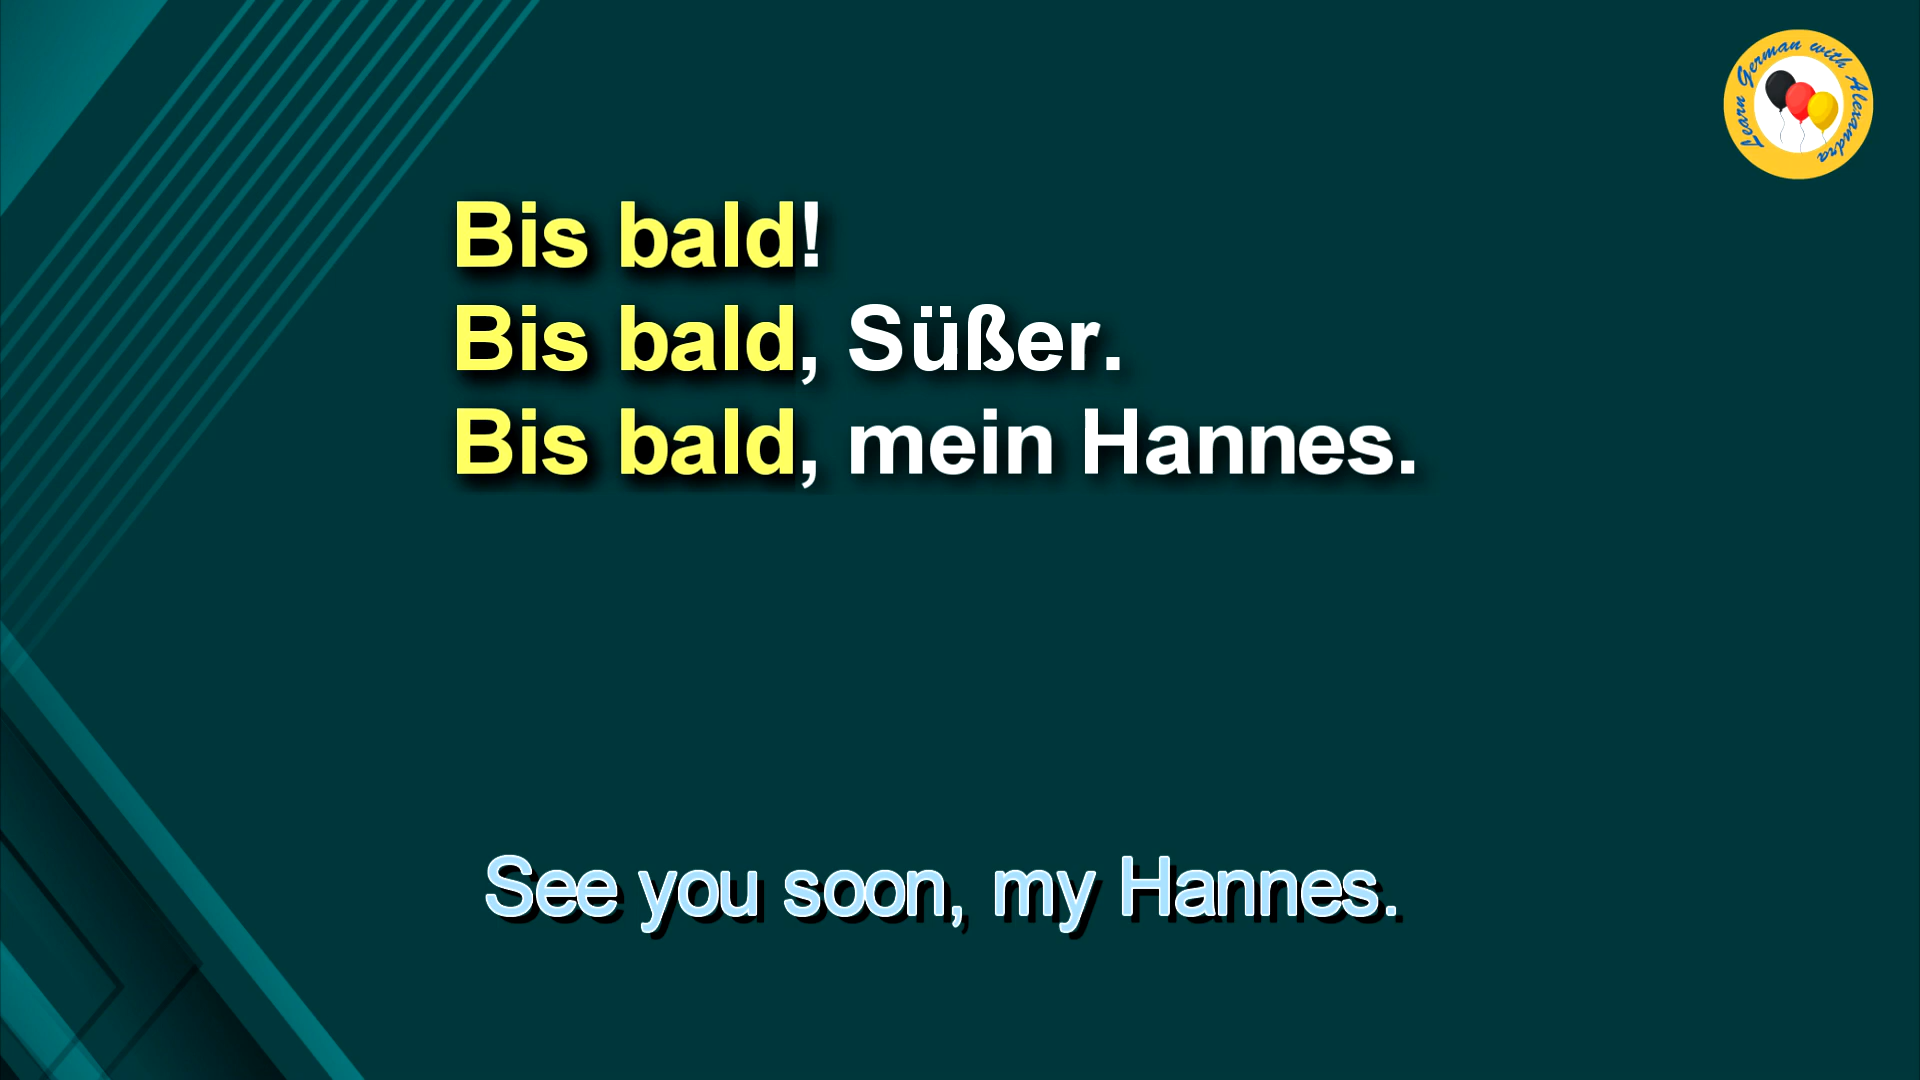 Learn German with Alexandra
Bis bald!
Bis bald, Süßer.
Bis bald, mein Hannes.
See you soon, my Hannes.